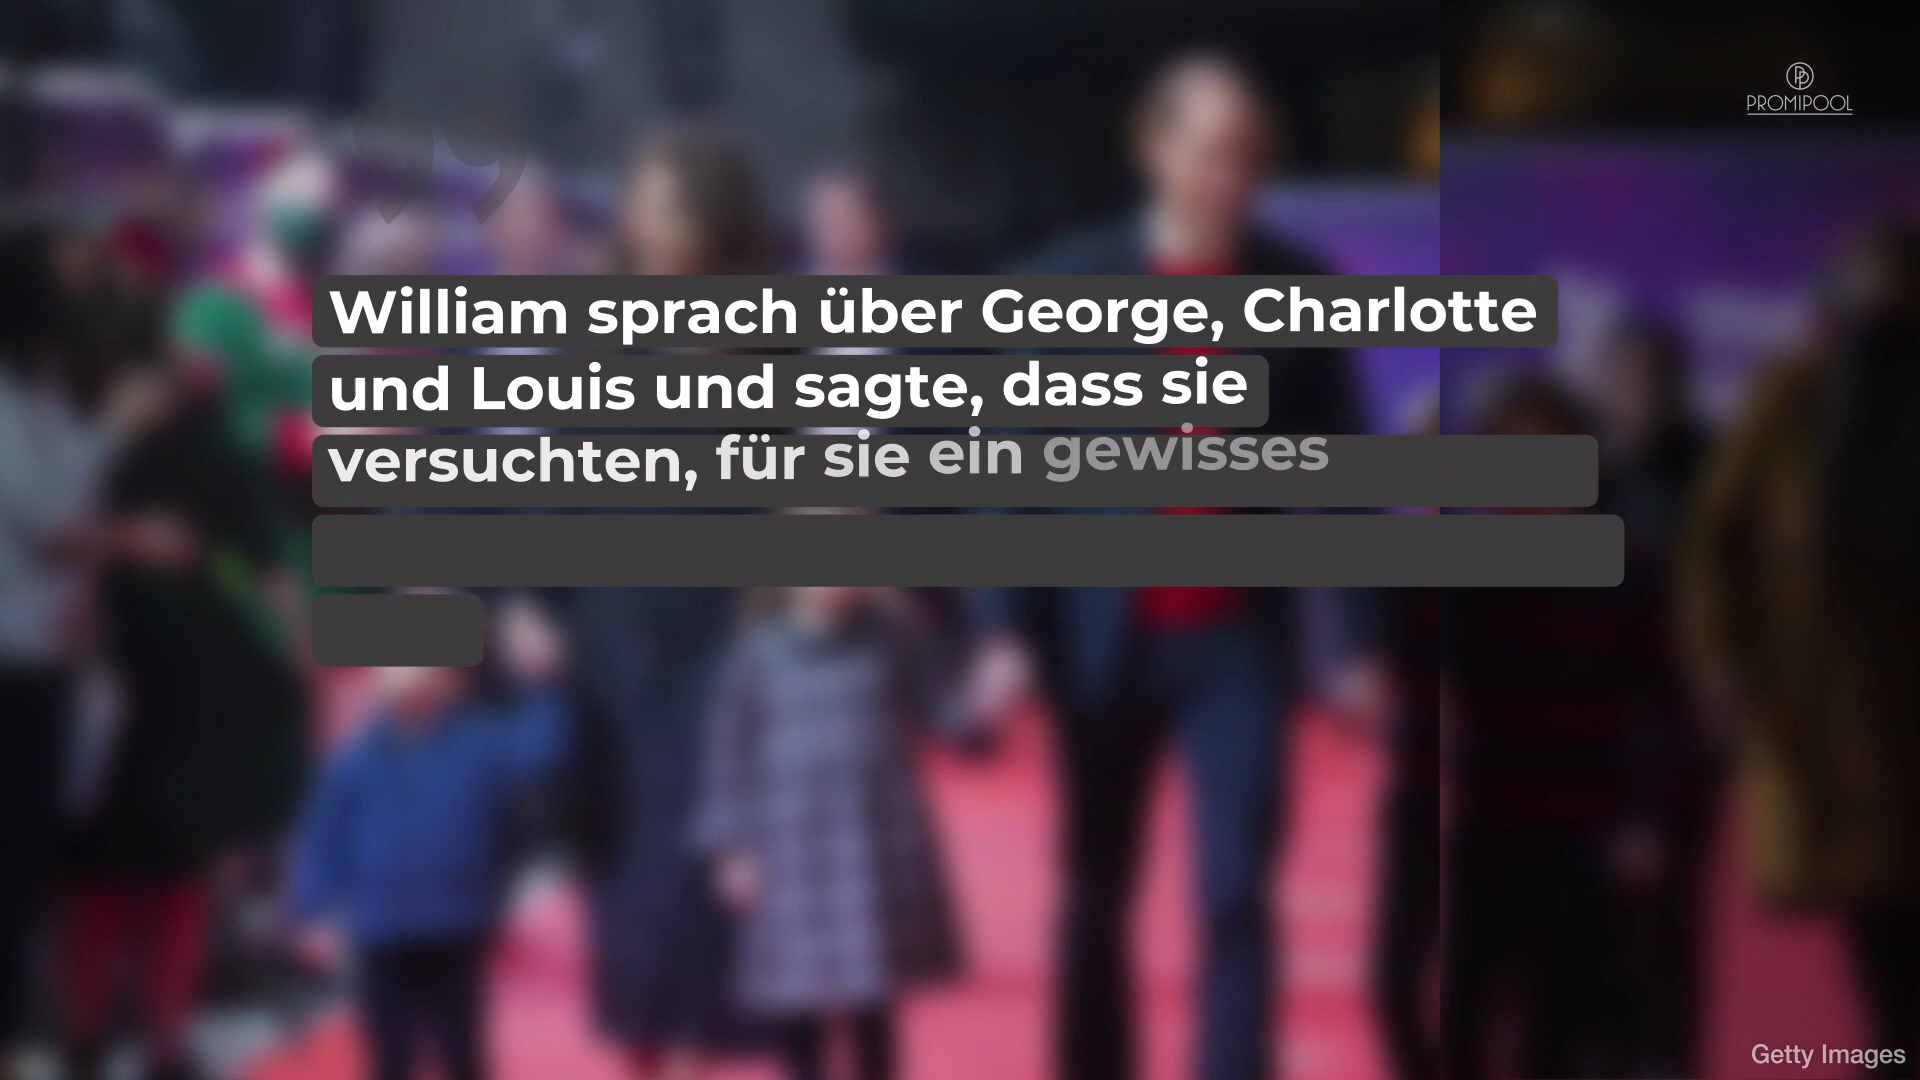 PROMIPOOL
William sprach über George, Charlotte
und Louis und sagte, dass sie
versuchten, für sie ein gewisses
Getty Images